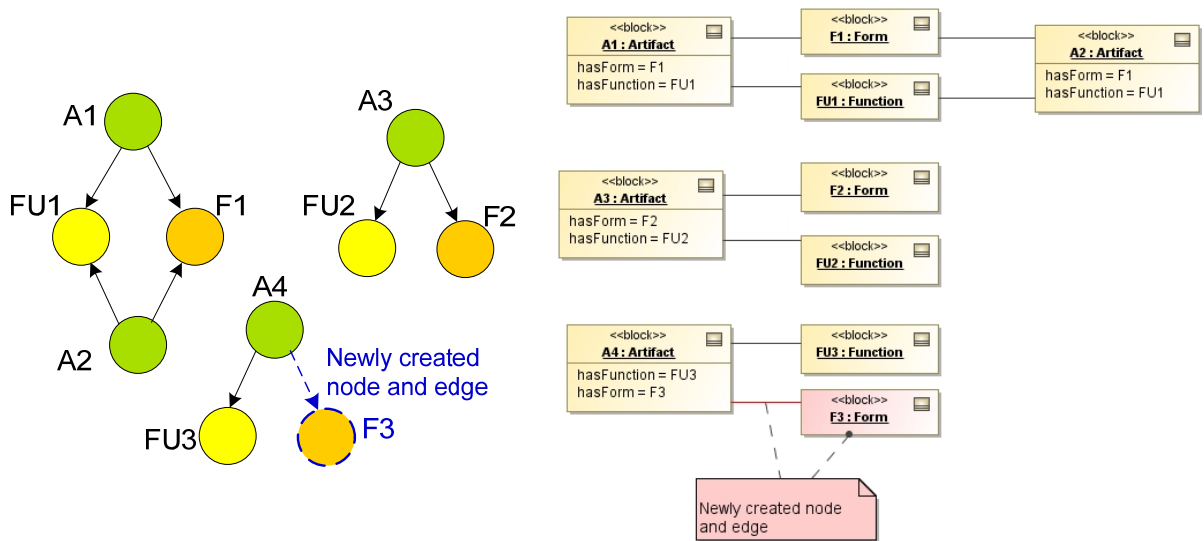 A1
A3
FU1
F1
FU2
F2
A4
A2
Newly created
node and edge
FU3
F3
<<block>>
A1 : Artifact
hasForm = F1
hasFunction = FU1
<<block>>
F1 : Form
<<block>>
FU1 : Function
<<block>>
A2 : Artifact
hasForm = F1
hasFunction = FU1
<<block>>
A3 : Artifact
hasForm = F2
hasFunction = FU2
<<block>>
F2 : Form
<<block>>
FU2 : Function
<<block>>
A4 : Artifact
hasFunction = FU3
hasForm = F3
<<block>>
FU3 : Function
<<block>>
F3 : Form
Newly created node
and edge